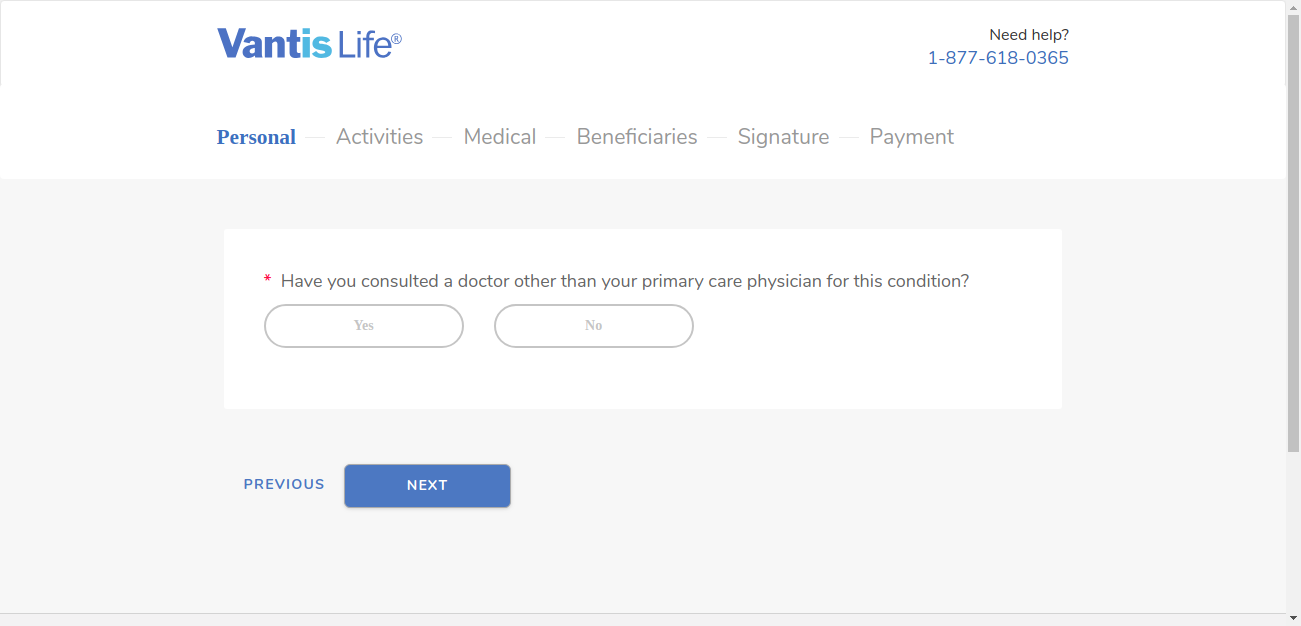 Vantis Life®
Need help?
1-877-618-0365
Personal Activities Medical Beneficiaries Signature Payment
* Have you consulted a doctor other than your primary care physician for this condition?
Yes No
PREVIOUS NEXT